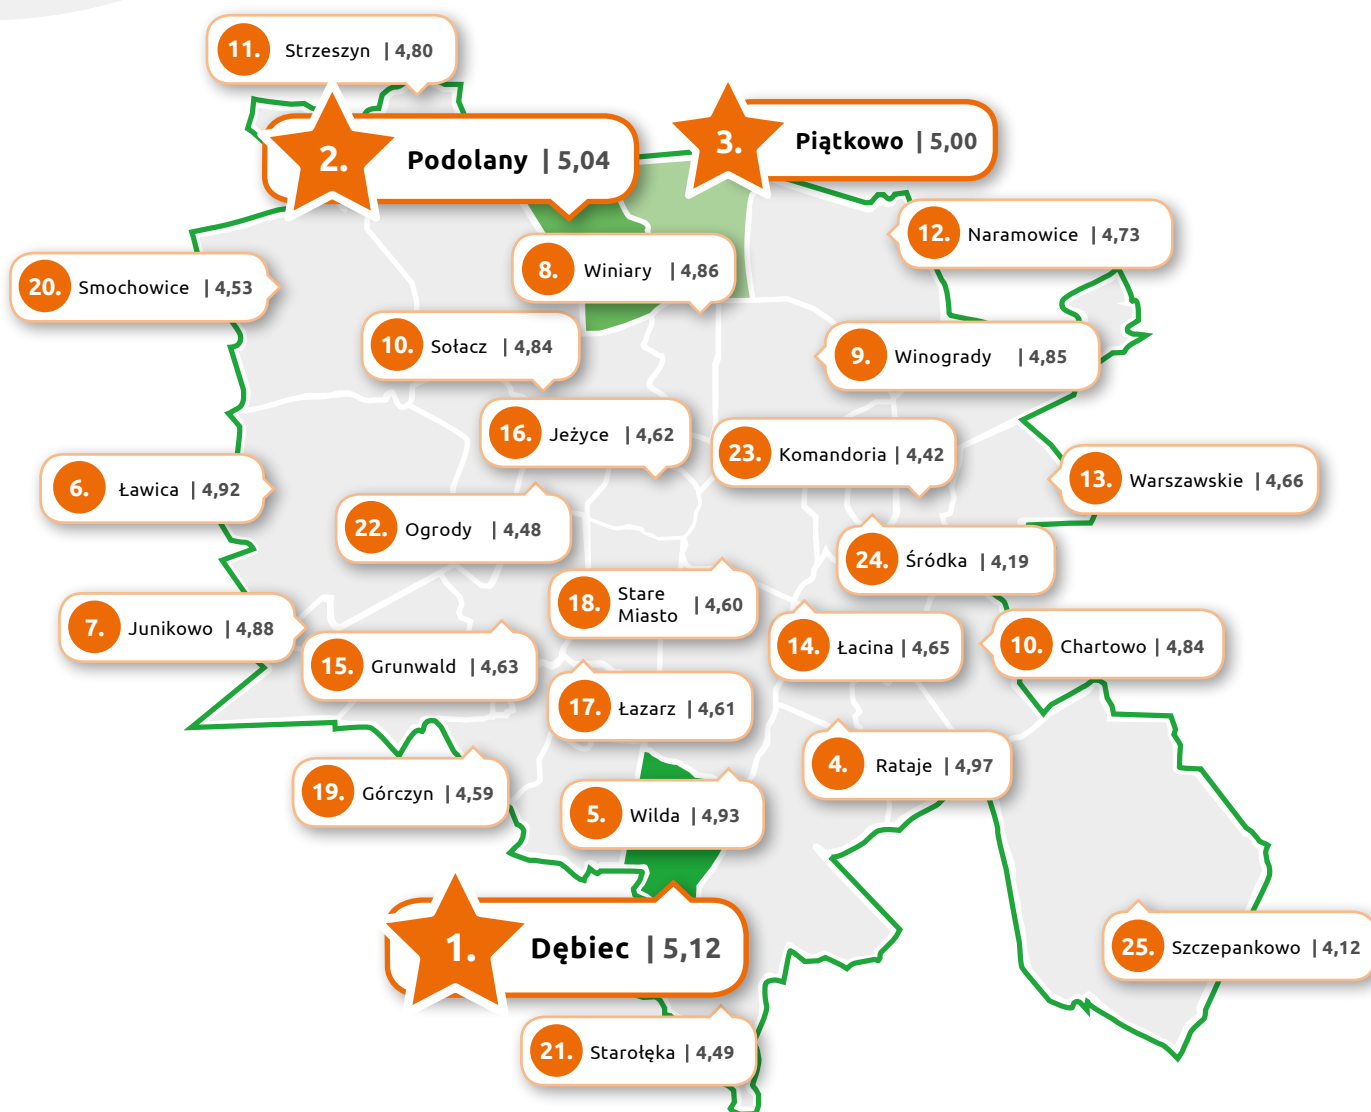 11. Strzeszyn | 4,80
2. Podolany | 5,04
3. Piątkowo | 5,00
12. Naramowice | 4,73
8. Winiary | 4,86
20. Smochowice | 4,53
10. Sołacz | 4,84
9. Winogrady | 4,85
16. Jeżyce | 4,62
23. Komandoria | 4,42
6. Ławica | 4,92
13. Warszawskie | 4,66
22. Ogrody | 4,48
24. Śródka | 4,19
18. Stare
Miasto | 4,60
7. Junikowo | 4,88
14. Łacina | 4,65
10. Chartowo | 4,84
15. Grunwald | 4,63
17. Łazarz | 4,61
4. Rataje | 4,97
19. Górczyn | 4,59
5. Wilda | 4,93
1. Dębiec | 5,12
25. Szczepankowo | 4,12
21. Starołęka | 4,49